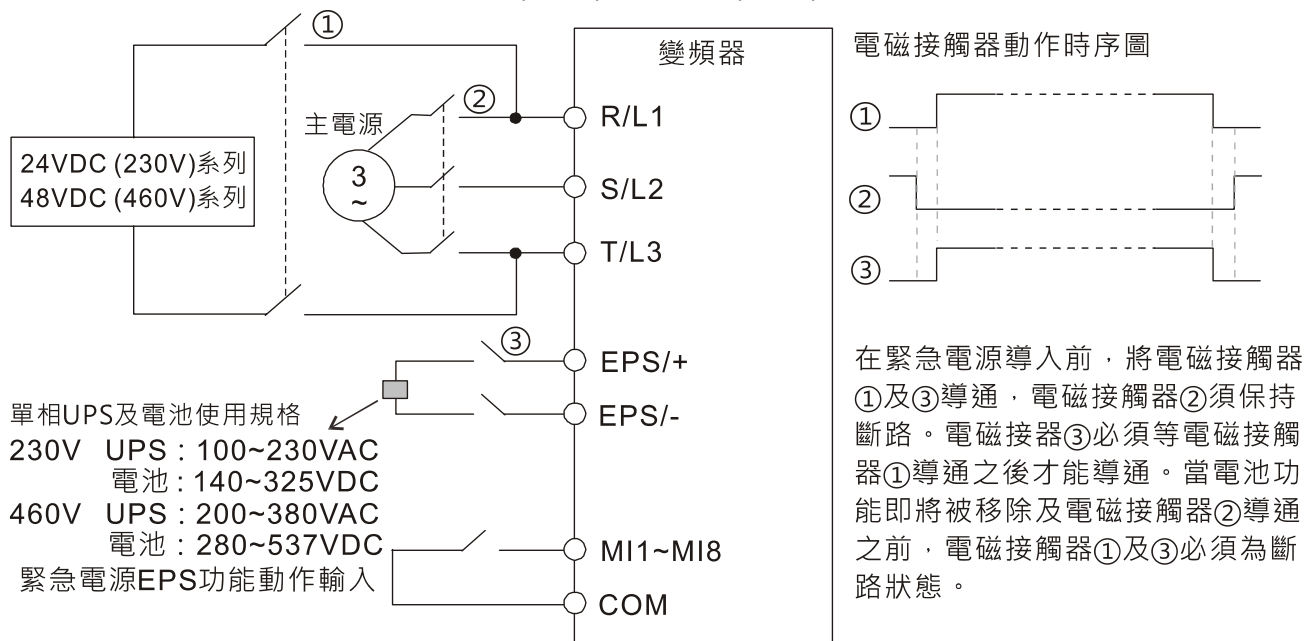 ①
變頻器
電磁接觸器動作時序圖
②
主電源
R/L1
24VDC (230V)系列
48VDC (460V)系列
3
~
S/L2
T/L3
①
②
③
③
EPS/+
EPS/-
單相UPS及電池使用規格
230V UPS：100~230VAC
電池：140~325VDC
460V UPS：200~380VAC
電池：280~537VDC
緊急電源EPS功能動作輸入
MI1~MI8
COM
在緊急電源導入前，將電磁接觸器
①及③導通，電磁接觸器②須保持
斷路。電磁接器③必須等電磁接觸
器①導通之後才能導通。當電池功
能即將被移除及電磁接觸器②導通
之前，電磁接觸器①及③必須為斷
路狀態。